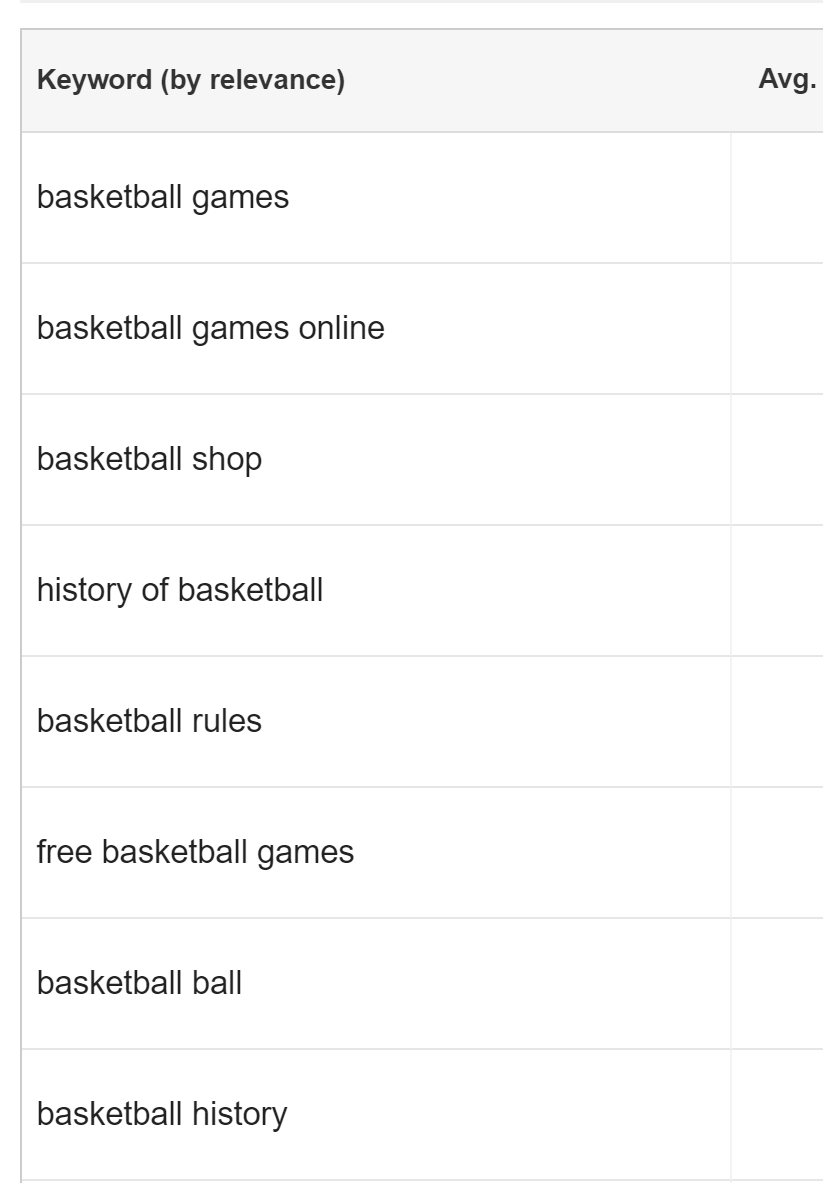 Keyword (by relevance) Avg.
basketball games
basketball games online
basketball shop
history of basketball
basketball rules
free basketball games
basketball ball
basketball history